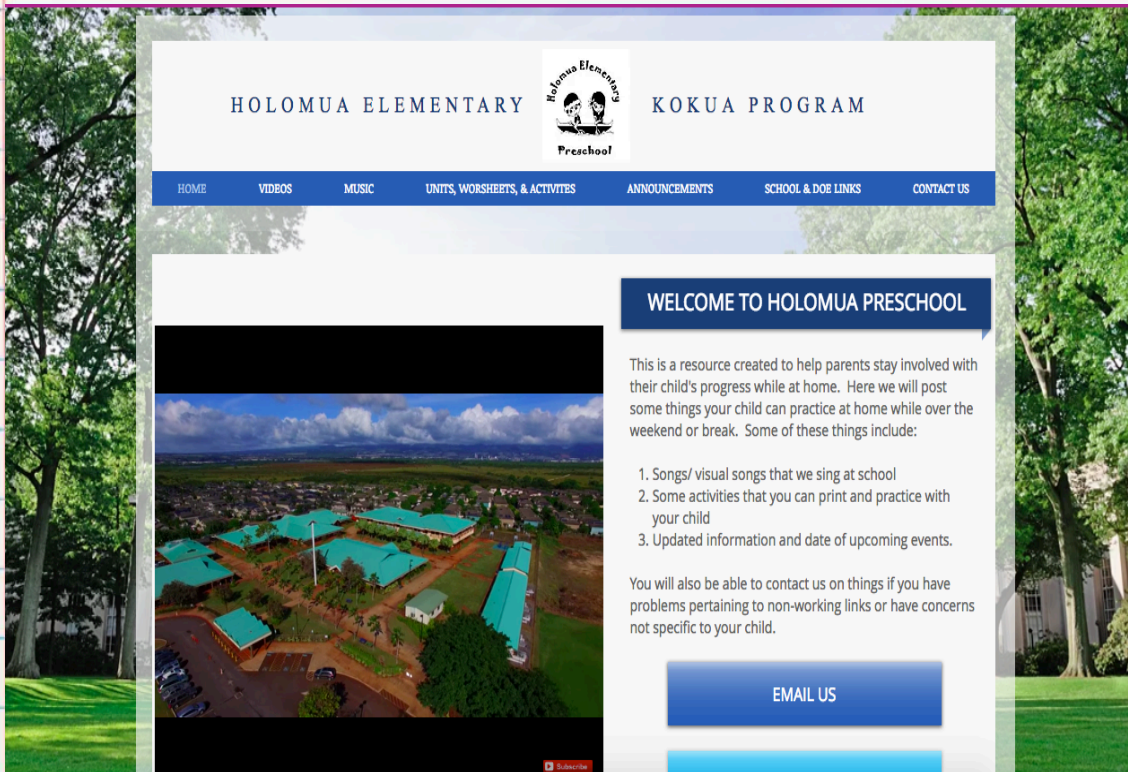 HOLOMUA ELEMENTARY
Holomua Elementary
Preschool
KOKUA PROGRAM
HOME VIDEOS MUSIC UNITS, WORSHEETS, & ACTIVITES ANNOUNCEMENTS SCHOOL & DOE LINKS CONTACT US
WELCOME TO HOLOMUA PRESCHOOL
This is a resource created to help parents stay involved with
their child's progress while at home. Here we will post
some things your child can practice at home while over the
weekend or break. Some of these things include:
1. Songs/ visual songs that we sing at school
2. Some activities that you can print and practice with
your child
3. Updated information and date of upcoming events.
You will also be able to contact us on things if you have
problems pertaining to non-working links or have concerns
not specific to your child.
EMAIL US
Subscribe